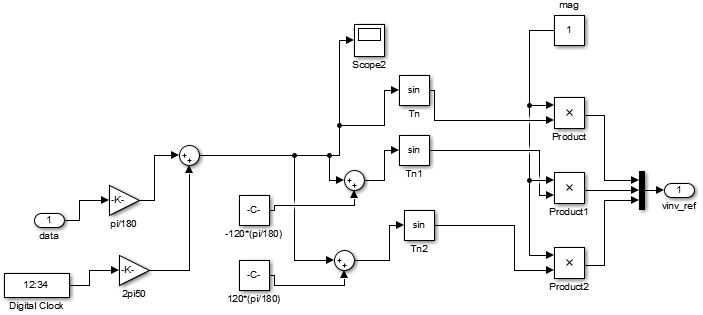 mag
1
Scope2
sin
Tn
×
Product
+
+
sin
Tn1
-K-
pi/180
1
data
+
+
-C-
-120*(pi/180)
×
Product1
1
vinv_ref
sin
Tn2
12:34
Digital Clock
-K-
2pi50
-C-
120*(pi/180)
+
+
×
Product2